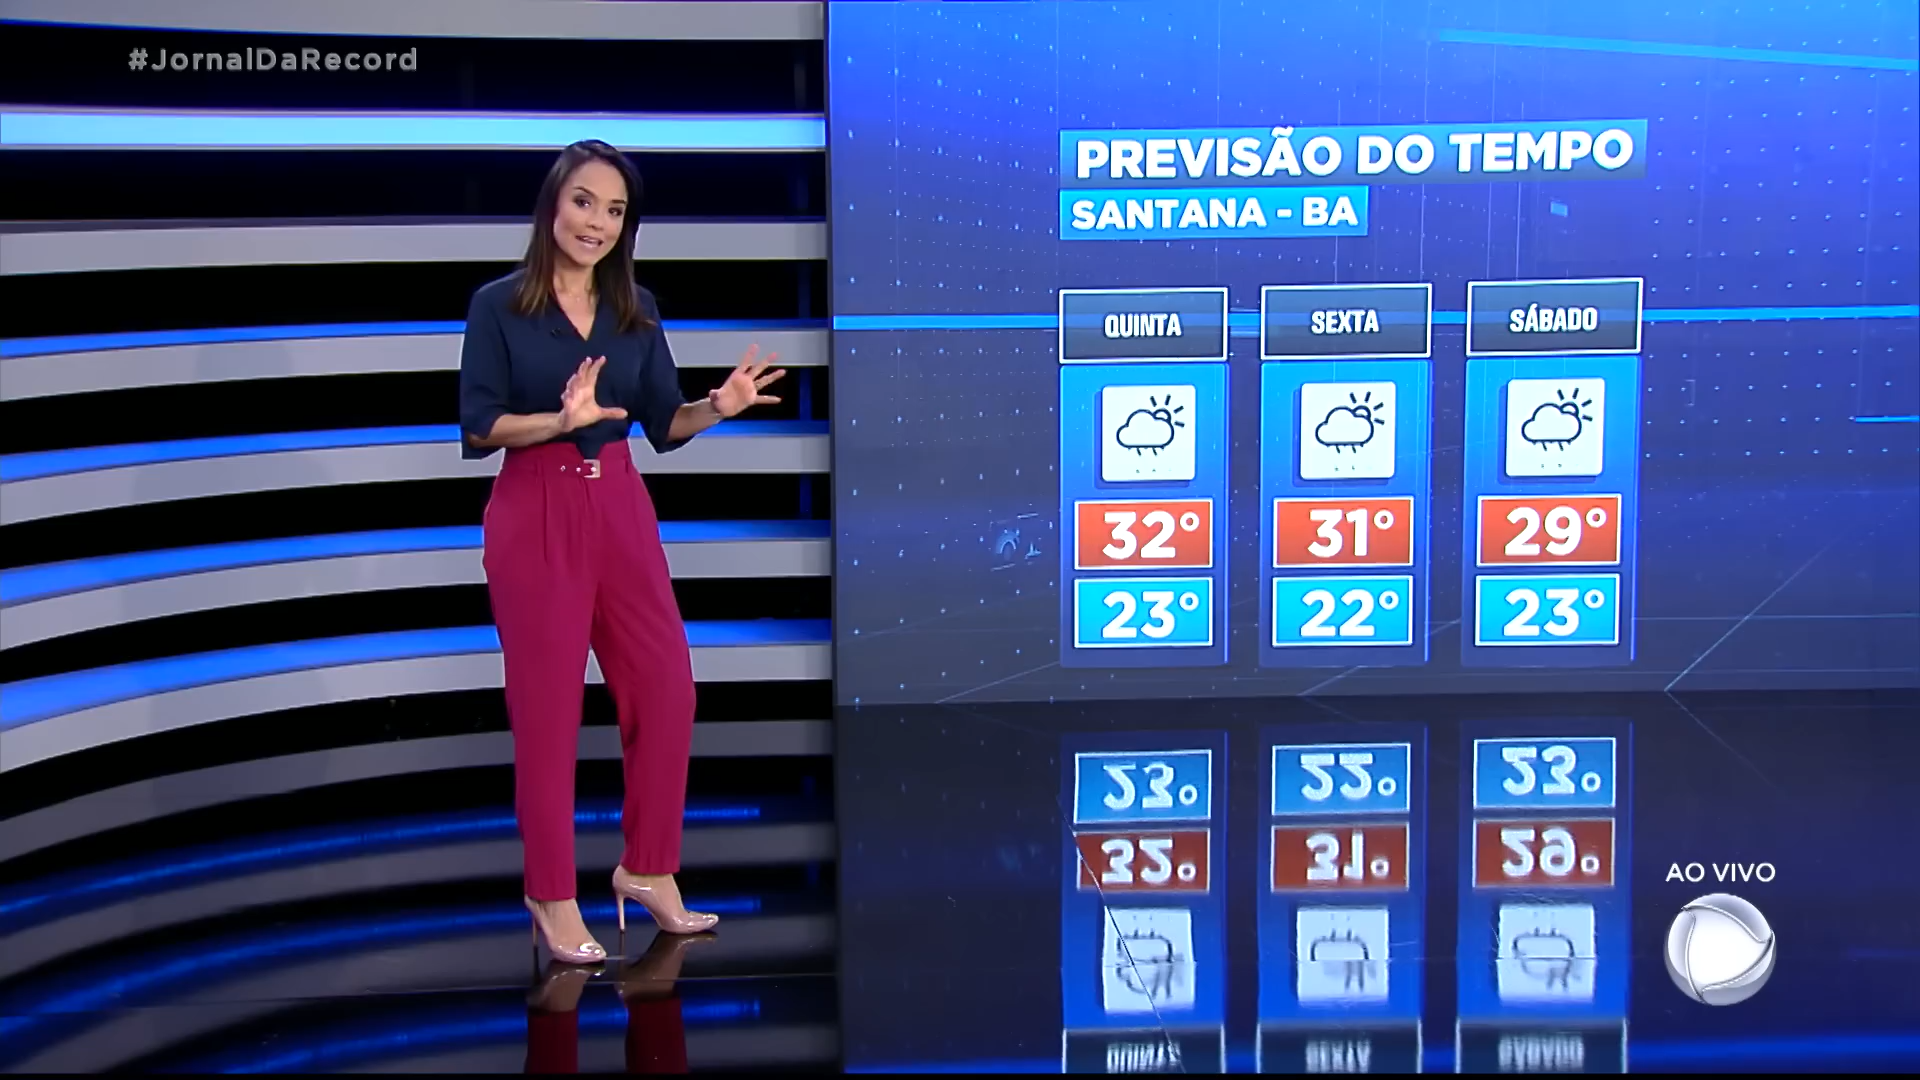 #JornalDaRecord
PREVISÃO DO TEMPO
SANTANA - BA
QUINTA
SEXTA
SÁBADO
32°
31°
29°
23°
22°
23°
AO VIVO